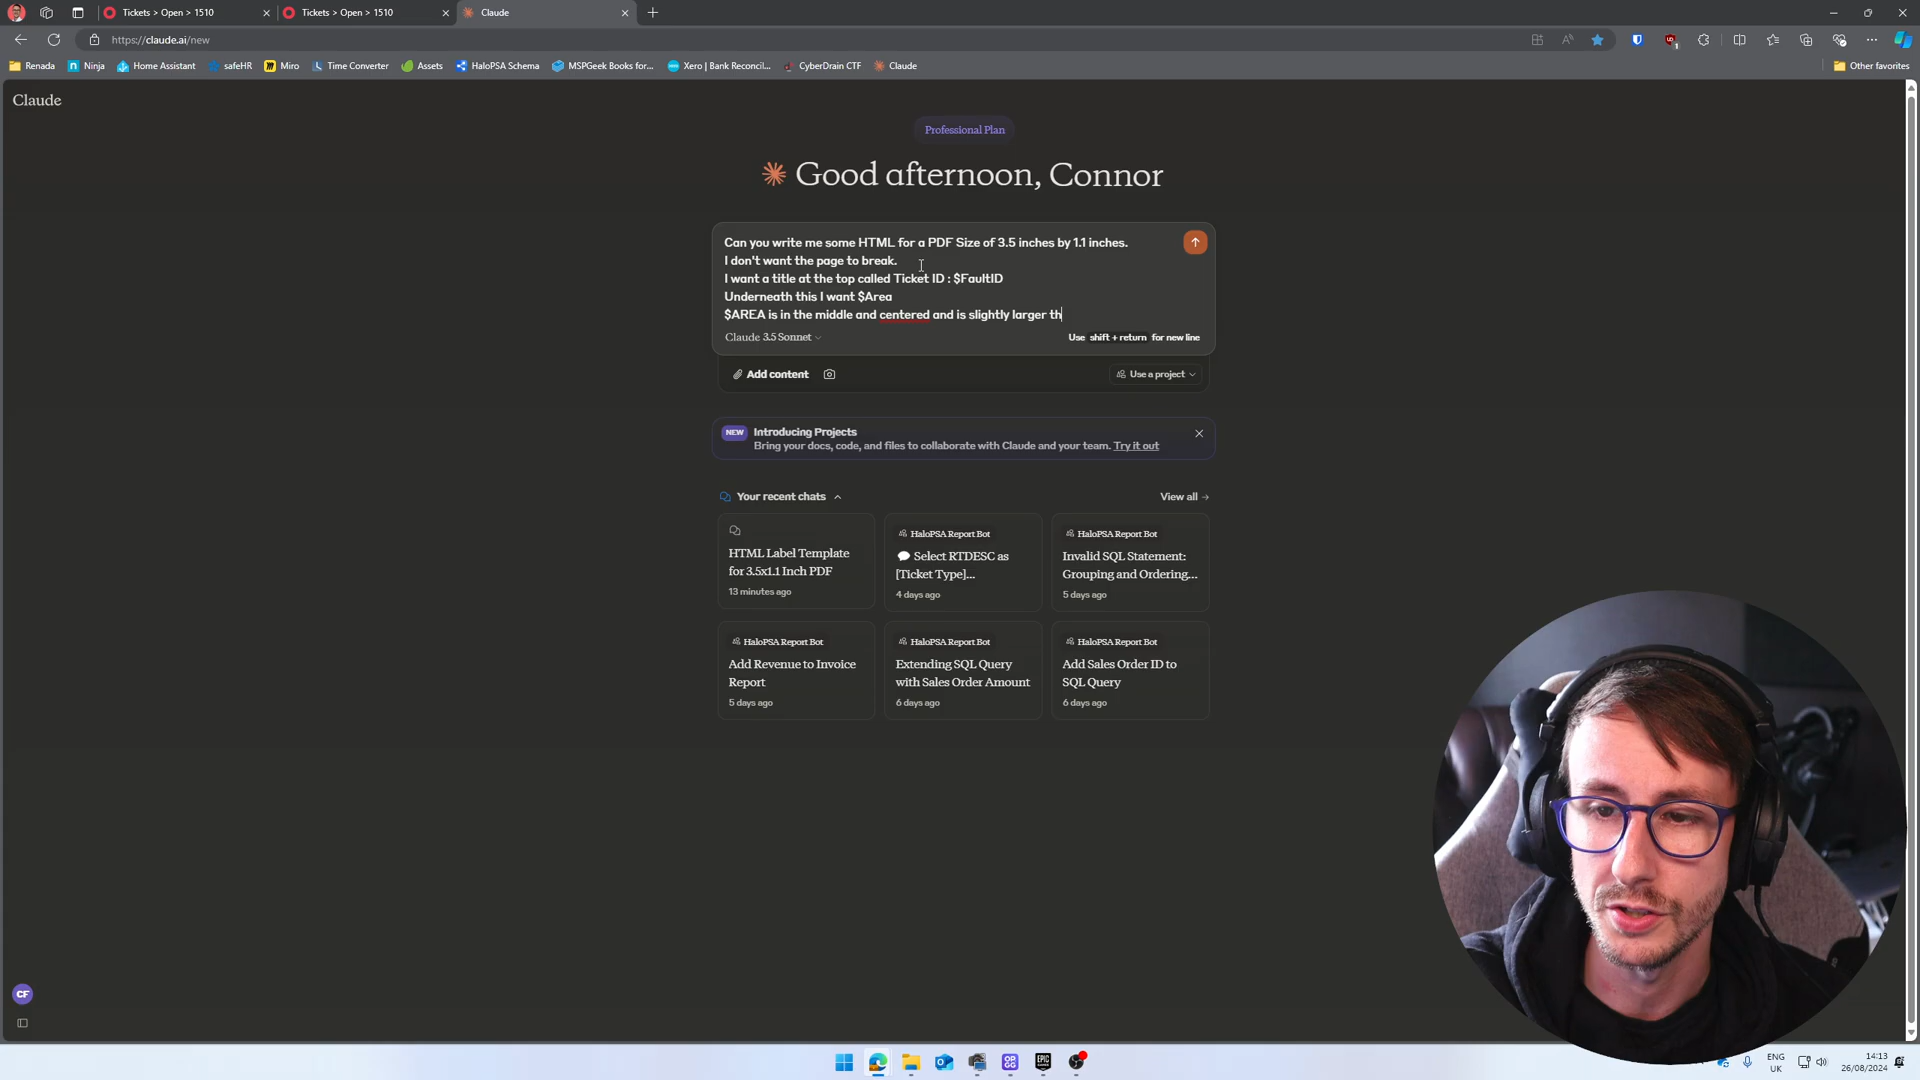 Tickets > Open > 1510
Tickets > Open > 1510
Claude
https://claude.ai/new
Renada
Ninja
Home Assistant
safeHR
Miro
Time Converter
Assets
HaloPSA Schema
MSPGeek Books for...
Xero | Bank Reconcil...
CyberDrain CTF
Claude
Other favorites
Claude
Professional Plan
Good afternoon, Connor
Can you write me some HTML for a PDF Size of 3.5 inches by 1.1 inches.
I don't want the page to break.
I want a title at the top called Ticket ID : $FaultID
Underneath this I want $Area
$AREA is in the middle and centered and is slightly larger th
Claude 3.5 Sonnet
Use shift + return for new line
Add content
Use a project
NEW Introducing Projects
Bring your docs, code, and files to collaborate with Claude and your team. Try it out
Your recent chats
View all →
HTML Label Template
for 3.5x1.1 Inch PDF
13 minutes ago
HaloPSA Report Bot
💬 Select RTDESC as
[Ticket Type]...
4 days ago
HaloPSA Report Bot
Invalid SQL Statement:
Grouping and Ordering...
5 days ago
HaloPSA Report Bot
Add Revenue to Invoice
Report
5 days ago
HaloPSA Report Bot
Extending SQL Query
with Sales Order Amount
6 days ago
HaloPSA Report Bot
Add Sales Order ID to
SQL Query
6 days ago
CF
ENG
UK
14:13
26/08/2024